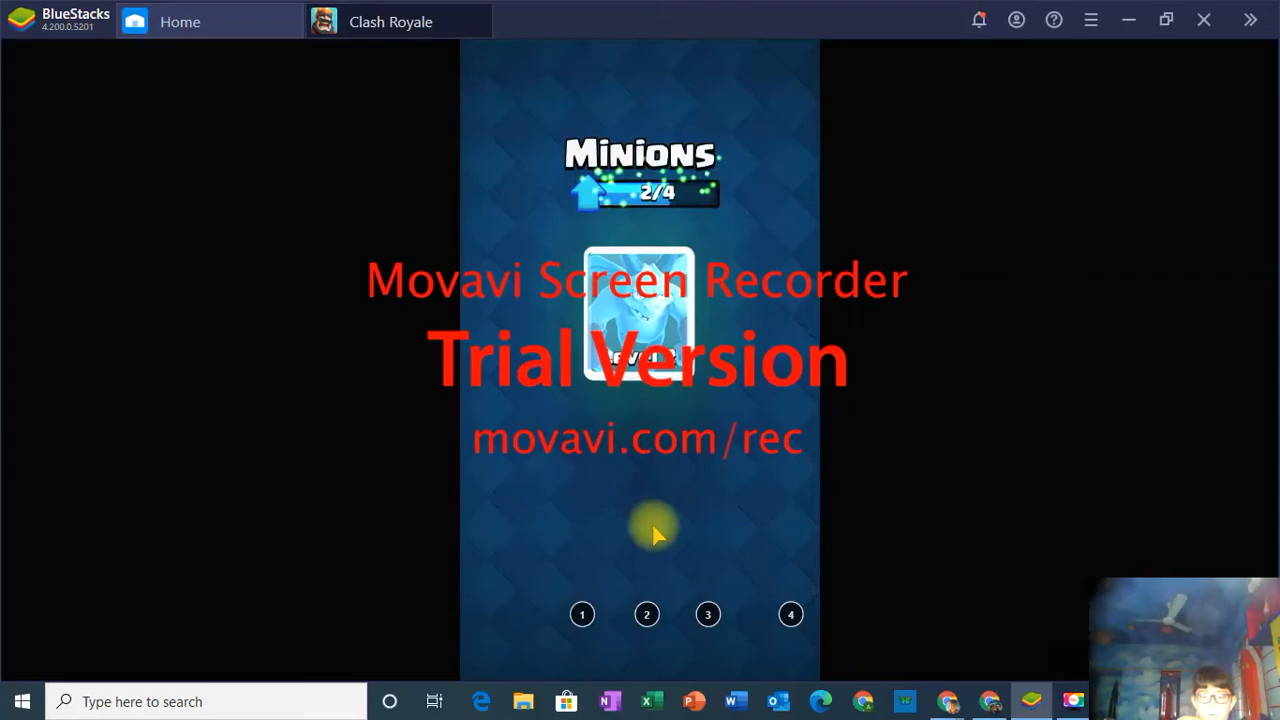 BlueStacks
4.200.0.5201
Home
Clash Royale
Minions
2/4
Movavi Screen Recorder
Trial Version
movavi.com/rec
1
2
3
4
Type here to search